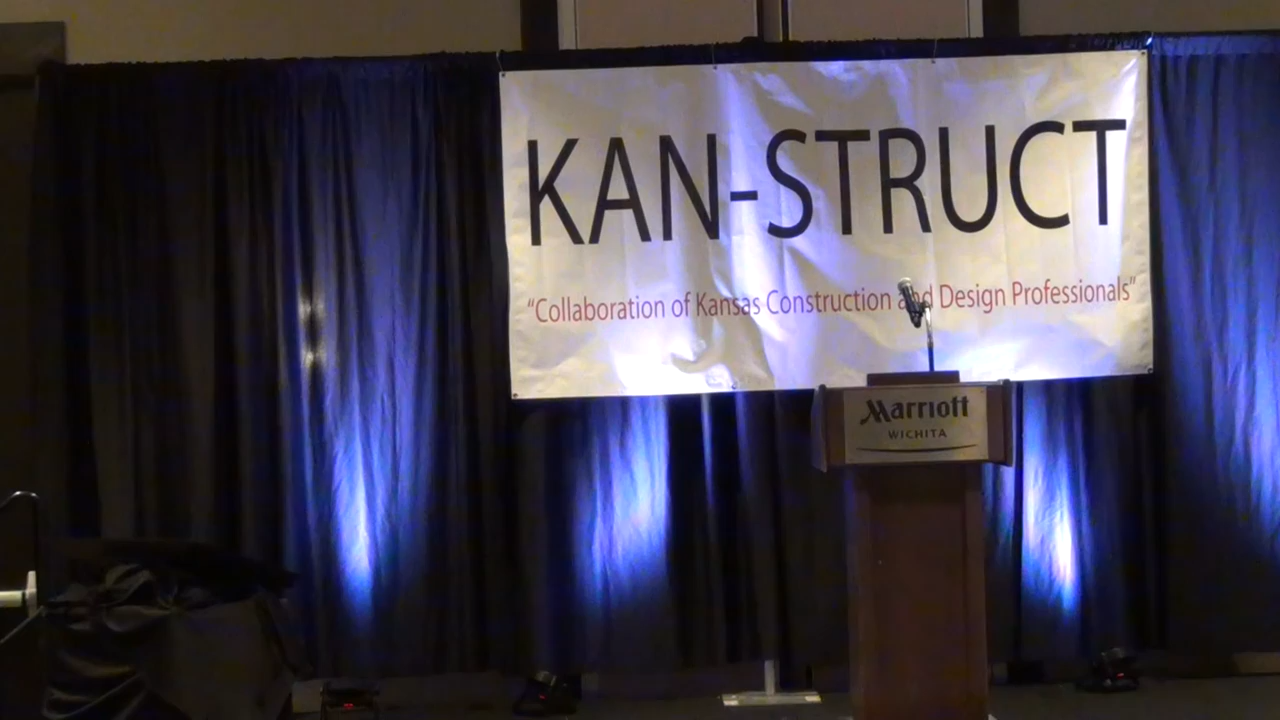 KAN-STRUCT
“Collaboration of Kansas Construction and Design Professionals”
Marriott
WICHITA